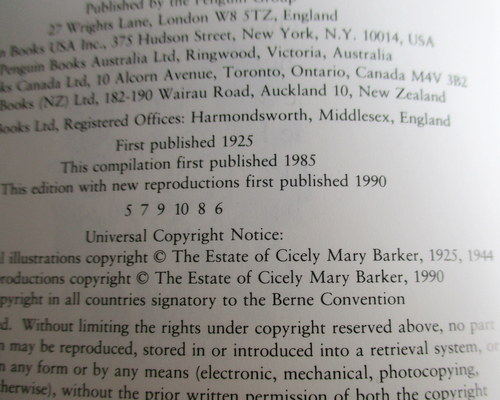 Published by the Penguin Group
27 Wrights Lane, London W8 5TZ, England
n Books USA Inc., 375 Hudson Street, New York, N.Y. 10014, USA
Penguin Books Australia Ltd, Ringwood, Victoria, Australia
ks Canada Ltd, 10 Alcorn Avenue, Toronto, Ontario, Canada M4V 3B2
Books (NZ) Ltd, 182-190 Wairau Road, Auckland 10, New Zealand
Books Ltd, Registered Offices: Harmondsworth, Middlesex, England
First published 1925
This compilation first published 1985
This edition with new reproductions first published 1990
5 7 9 10 8 6
Universal Copyright Notice:
l illustrations copyright © The Estate of Cicely Mary Barker, 1925, 1944
roductions copyright © The Estate of Cicely Mary Barker, 1990
pyright in all countries signatory to the Berne Convention
d. Without limiting the rights under copyright reserved above, no part
n may be reproduced, stored in or introduced into a retrieval system, or
n any form or by any means (electronic, mechanical, photocopying,
herwise), without the prior written permission of both the copyright